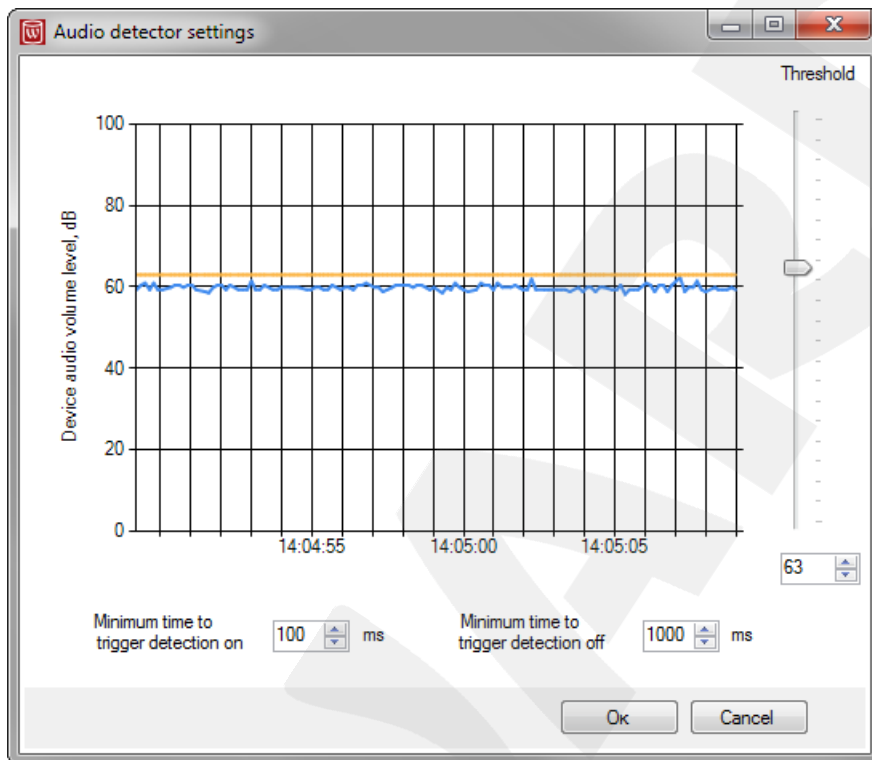 Audio detector settings
Threshold
Device audio volume level, dB
100
80
60
40
20
0
14:04:55 14:05:00 14:05:05
63
Minimum time to
trigger detection on
100 ms
Minimum time to
trigger detection off
1000 ms
Ок Cancel